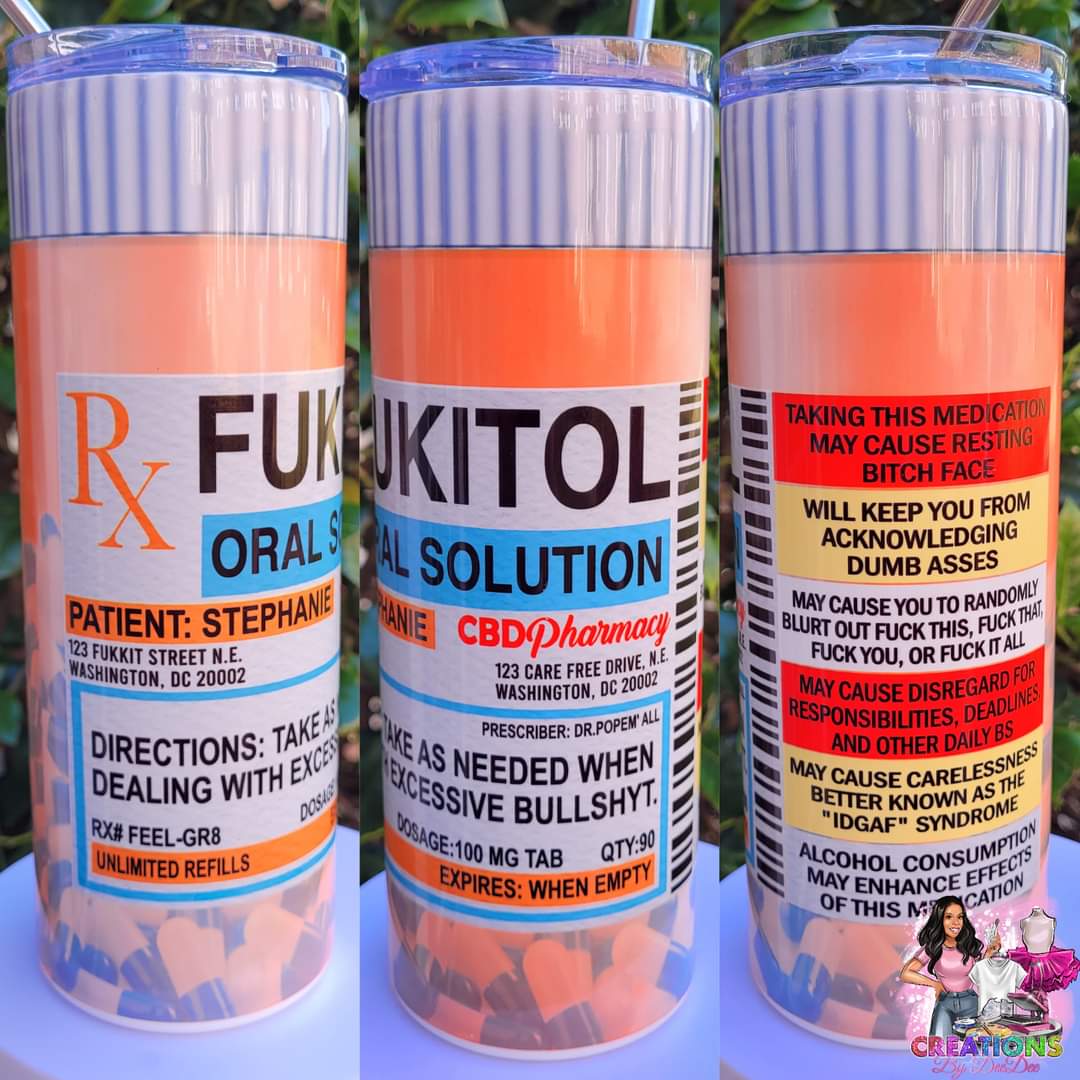 Rx
FUK
ORAL S
PATIENT: STEPHANIE
123 FUKKIT STREET N.E.
WASHINGTON, DC 20002
DIRECTIONS: TAKE AS
DEALING WITH EXCES
DOSAGE
RX# FEEL-GR8
UNLIMITED REFILLS
UKITOL
AL SOLUTION
PHANIE
CBDPharmacy
123 CARE FREE DRIVE, N.E.
WASHINGTON, DC 20002
PRESCRIBER: DR.POPEM' ALL
TAKE AS NEEDED WHEN
EXCESSIVE BULLSHYT.
DOSAGE:100 MG TAB QTY:90
EXPIRES: WHEN EMPTY
TAKING THIS MEDICATION
MAY CAUSE RESTING
BITCH FACE
WILL KEEP YOU FROM
ACKNOWLEDGING
DUMB ASSES
MAY CAUSE YOU TO RANDOMLY
BLURT OUT FUCK THIS, FUCK THAT,
FUCK YOU, OR FUCK IT ALL
MAY CAUSE DISREGARD FOR
RESPONSIBILITIES, DEADLINES,
AND OTHER DAILY BS
MAY CAUSE CARELESSNESS
BETTER KNOWN AS THE
"IDGAF" SYNDROME
ALCOHOL CONSUMPTION
MAY ENHANCE EFFECTS
OF THIS M CATION
CREATIONS
By DeeDee